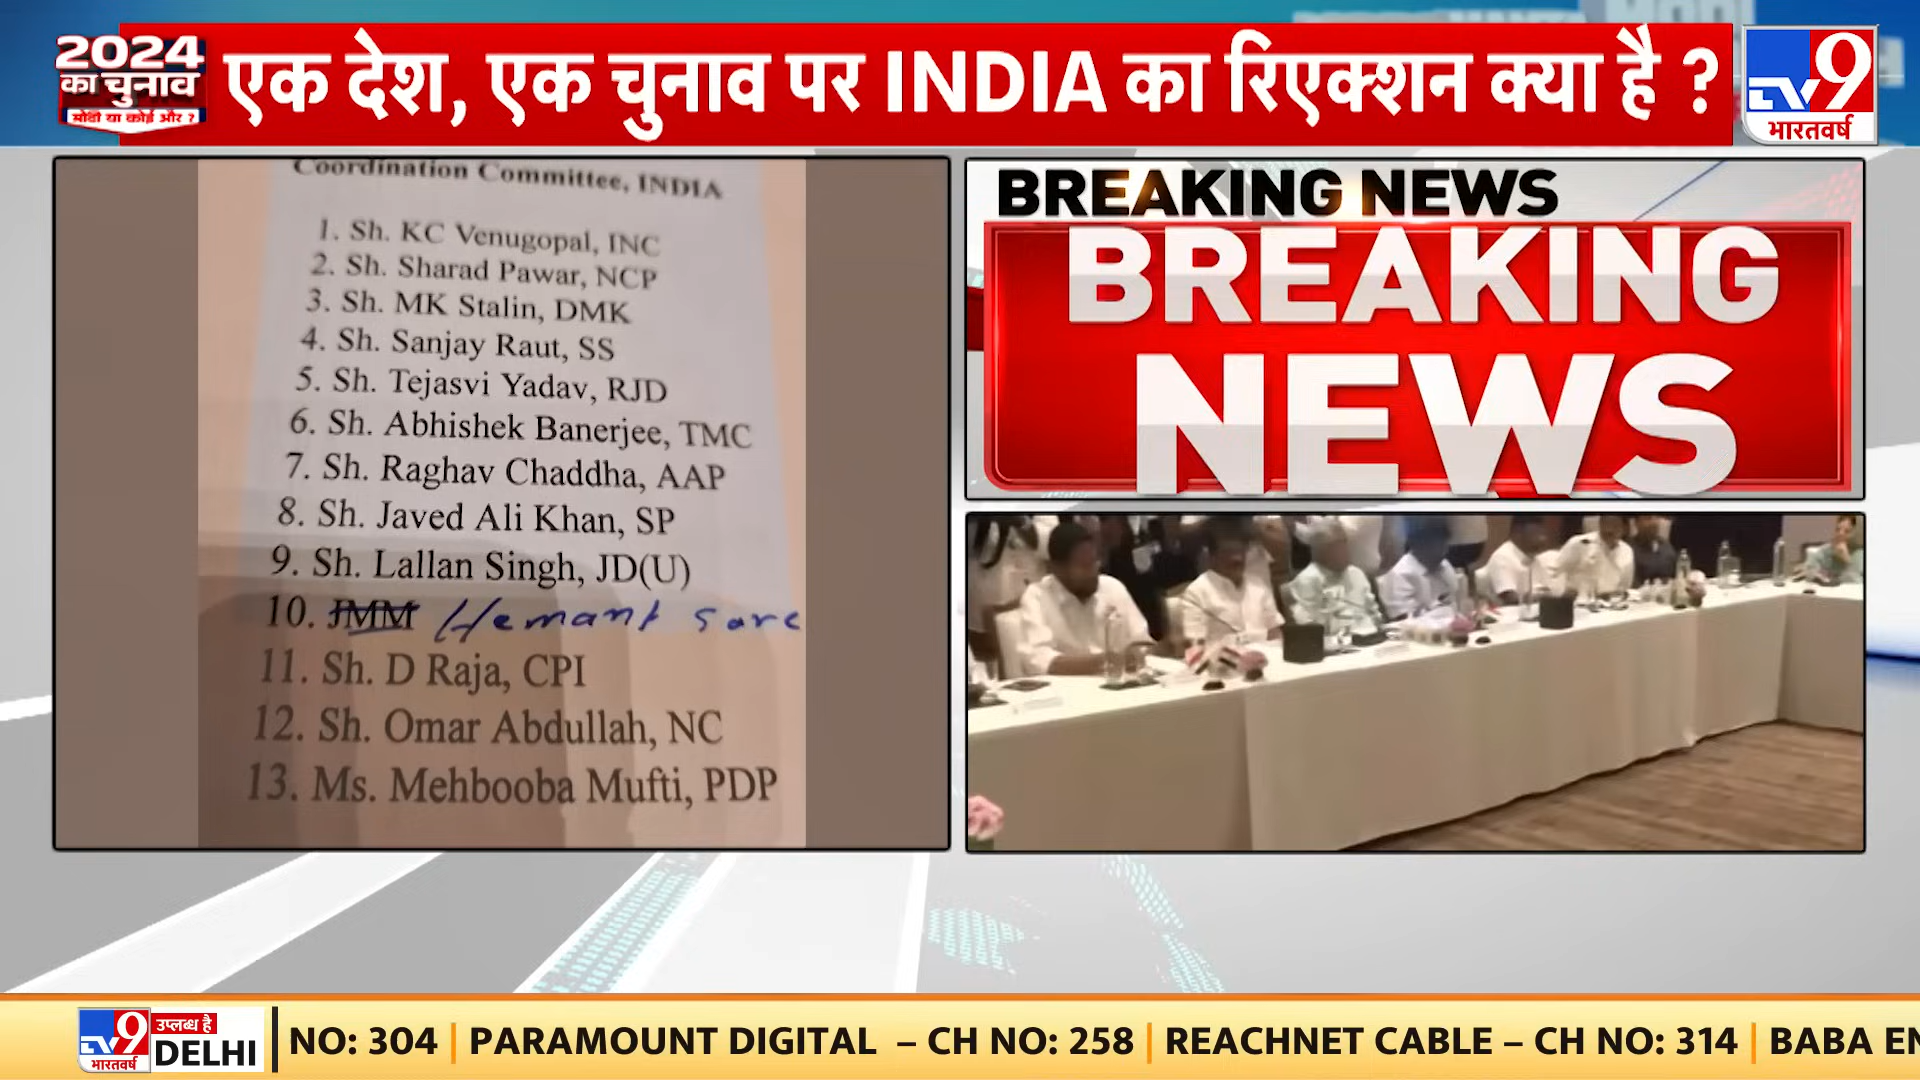 2024
का चुनाव
मोदी या कोई और ?
एक देश, एक चुनाव पर INDIA का रिएक्शन क्या है ?
TV9
भारतवर्ष
Coordination Committee, INDIA
1. Sh. KC Venugopal, INC
2. Sh. Sharad Pawar, NCP
3. Sh. MK Stalin, DMK
4. Sh. Sanjay Raut, SS
5. Sh. Tejasvi Yadav, RJD
6. Sh. Abhishek Banerjee, TMC
7. Sh. Raghav Chaddha, AAP
8. Sh. Javed Ali Khan, SP
9. Sh. Lallan Singh, JD(U)
10. JMM Hemant Sore
11. Sh. D Raja, CPI
12. Sh. Omar Abdullah, NC
13. Ms. Mehbooba Mufti, PDP
BREAKING NEWS
BREAKING
NEWS
TV9
भारतवर्ष
उप्लब्ध है
DELHI
NO: 304 | PARAMOUNT DIGITAL – CH NO: 258 | REACHNET CABLE – CH NO: 314 | BABA EN